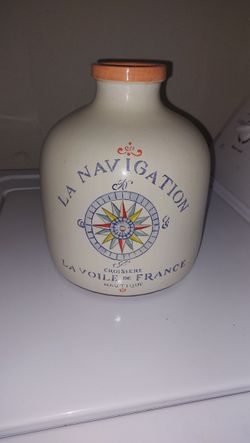 LA NAVIGATION
N
CROISIERE
LA VOILE DE FRANCE
NAUTIQUE